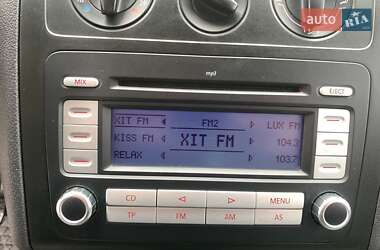 auto RIA
mp3
MIX
EJECT
XIT FM FM2 LUX FM
KISS FM XIT FM 104.3
RELAX 103.7
CD MENU
TP FM AM AS